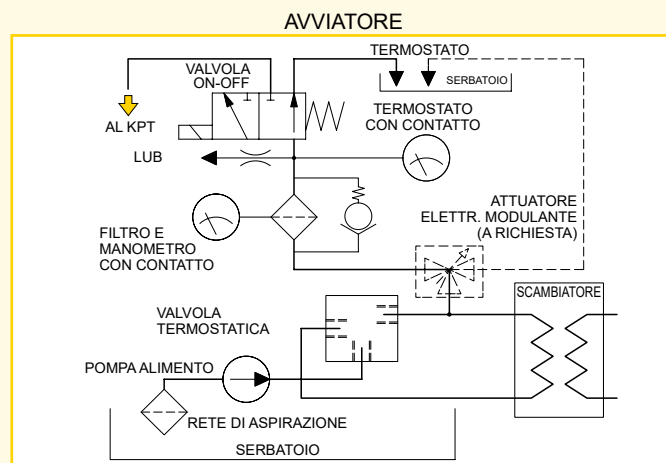 AVVIATORE
TERMOSTATO
VALVOLA
ON-OFF
SERBATOIO
AL KPT
TERMOSTATO
CON CONTATTO
LUB
ATTUATORE
ELETTR. MODULANTE
(A RICHIESTA)
FILTRO E
MANOMETRO
CON CONTATTO
SCAMBIATORE
VALVOLA
TERMOSTATICA
POMPA ALIMENTO
RETE DI ASPIRAZIONE
SERBATOIO